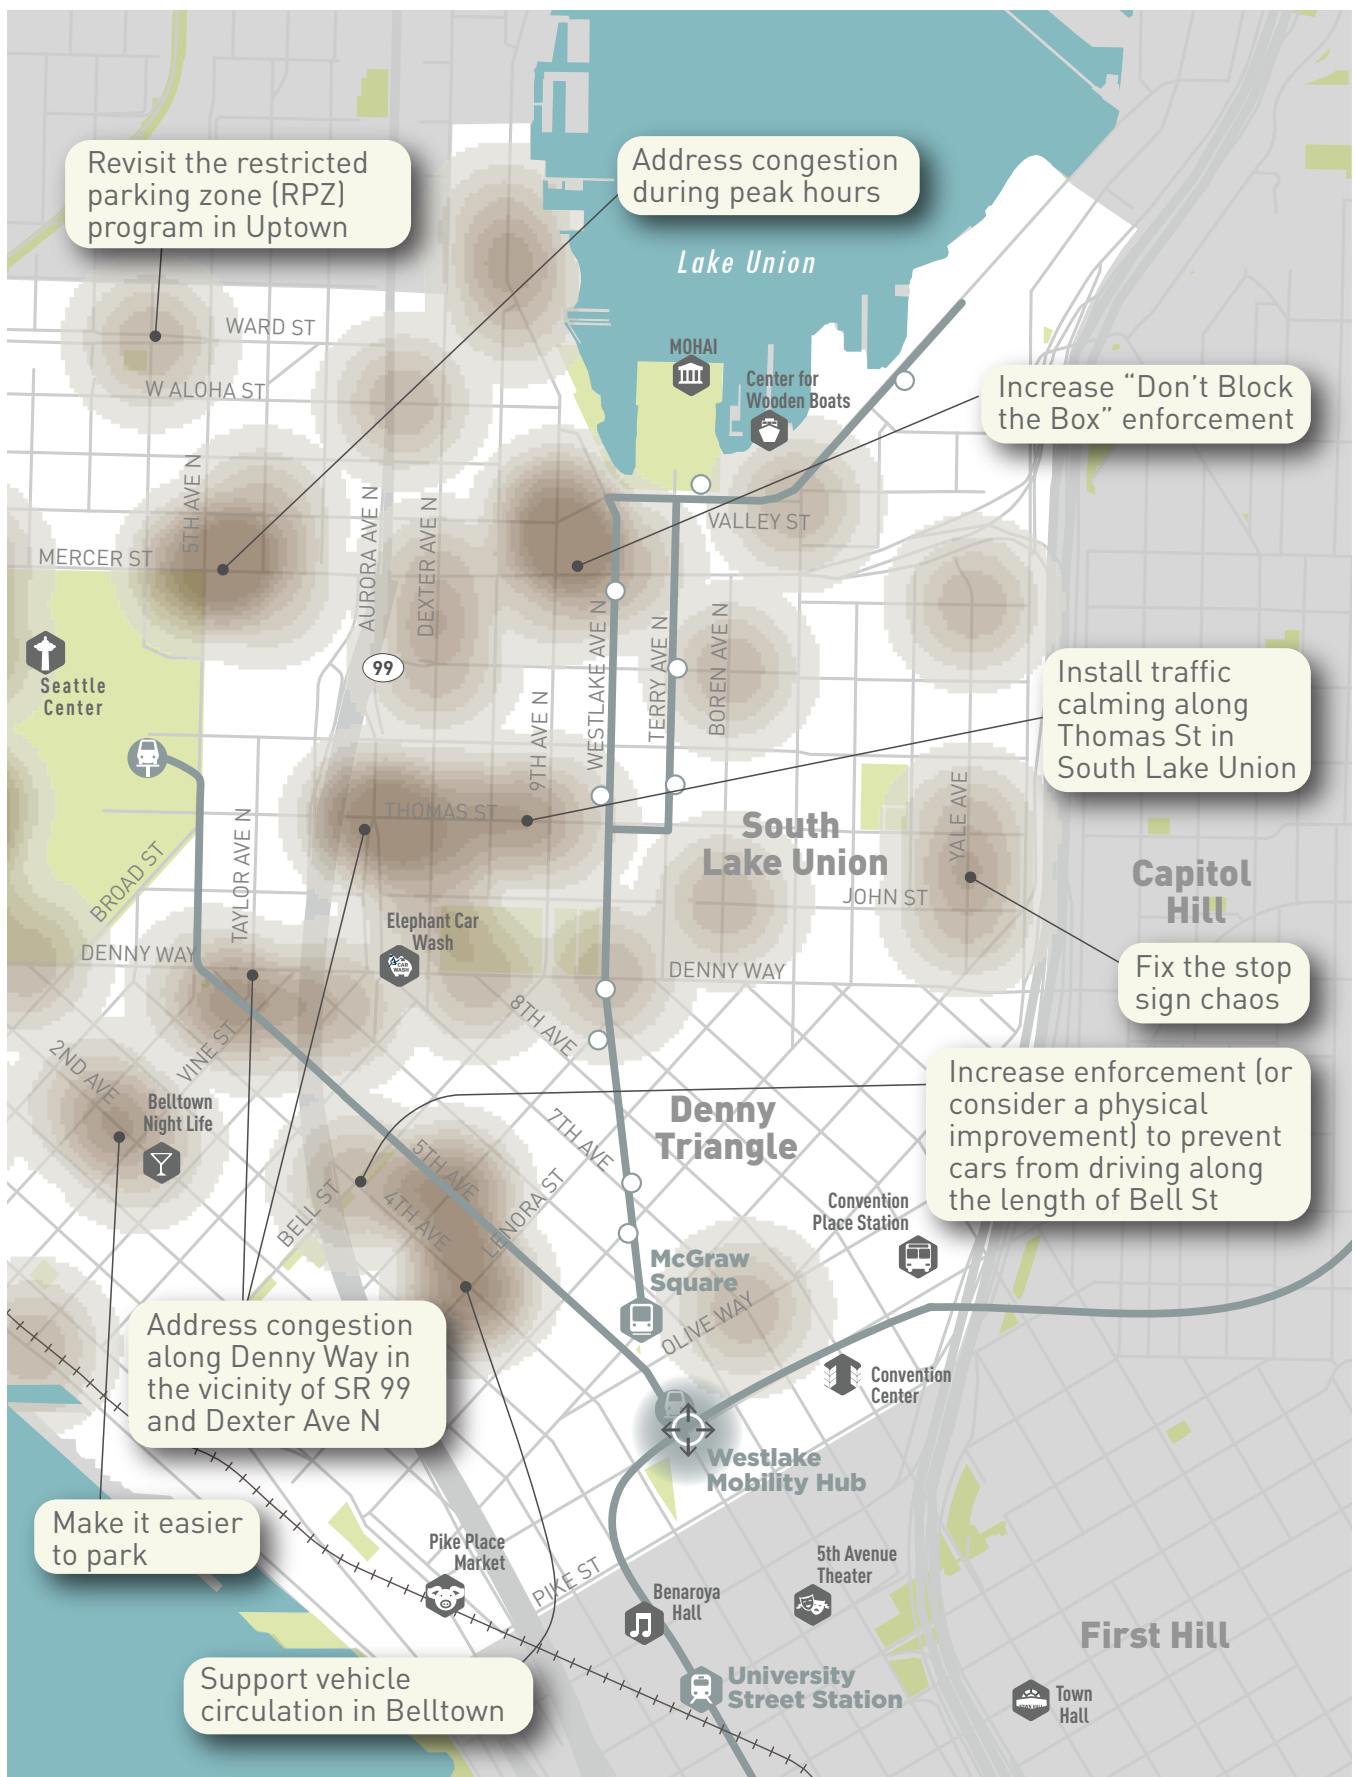 Revisit the restricted
parking zone (RPZ)
program in Uptown
Address congestion
during peak hours
Lake Union
WARD ST
MOHAI
Center for
Wooden Boats
W ALOHA ST
Increase “Don’t Block
the Box” enforcement
5TH AVE N
AURORA AVE N
DEXTER AVE N
VALLEY ST
MERCER ST
99
WESTLAKE AVE N
TERRY AVE N
BOREN AVE N
Seattle
Center
Install traffic
calming along
Thomas St in
South Lake Union
9TH AVE N
THOMAS ST
YALE AVE
South
Lake Union
TAYLOR AVE N
BROAD ST
JOHN ST
Capitol
Hill
Elephant Car
Wash
CAR
WASH
DENNY WAY
DENNY WAY
Fix the stop
sign chaos
8TH AVE
2ND AVE
VINE ST
Belltown
Night Life
Increase enforcement (or
consider a physical
improvement) to prevent
cars from driving along
the length of Bell St
Denny
Triangle
7TH AVE
5TH AVE
4TH AVE
BELL ST
LENORA ST
Convention
Place Station
McGraw
Square
OLIVE WAY
Address congestion
along Denny Way in
the vicinity of SR 99
and Dexter Ave N
Convention
Center
Westlake
Mobility Hub
Make it easier
to park
Pike Place
Market
PIKE ST
5th Avenue
Theater
Benaroya
Hall
First Hill
Support vehicle
circulation in Belltown
University
Street Station
TOWN HALL
Town
Hall